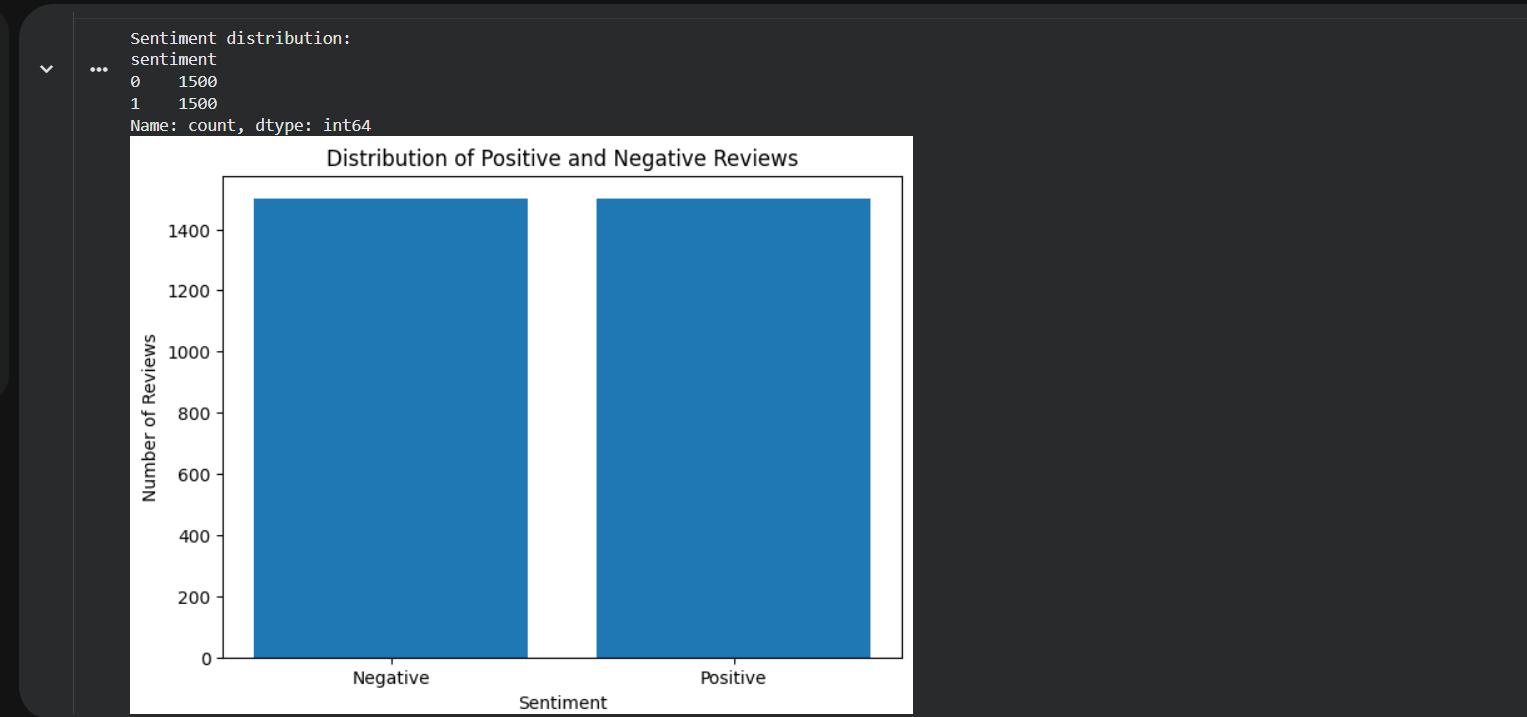 Sentiment distribution:
sentiment
0    1500
1    1500
Name: count, dtype: int64
Distribution of Positive and Negative Reviews
Number of Reviews
1400
1200
1000
800
600
400
200
0
Negative    Positive
Sentiment